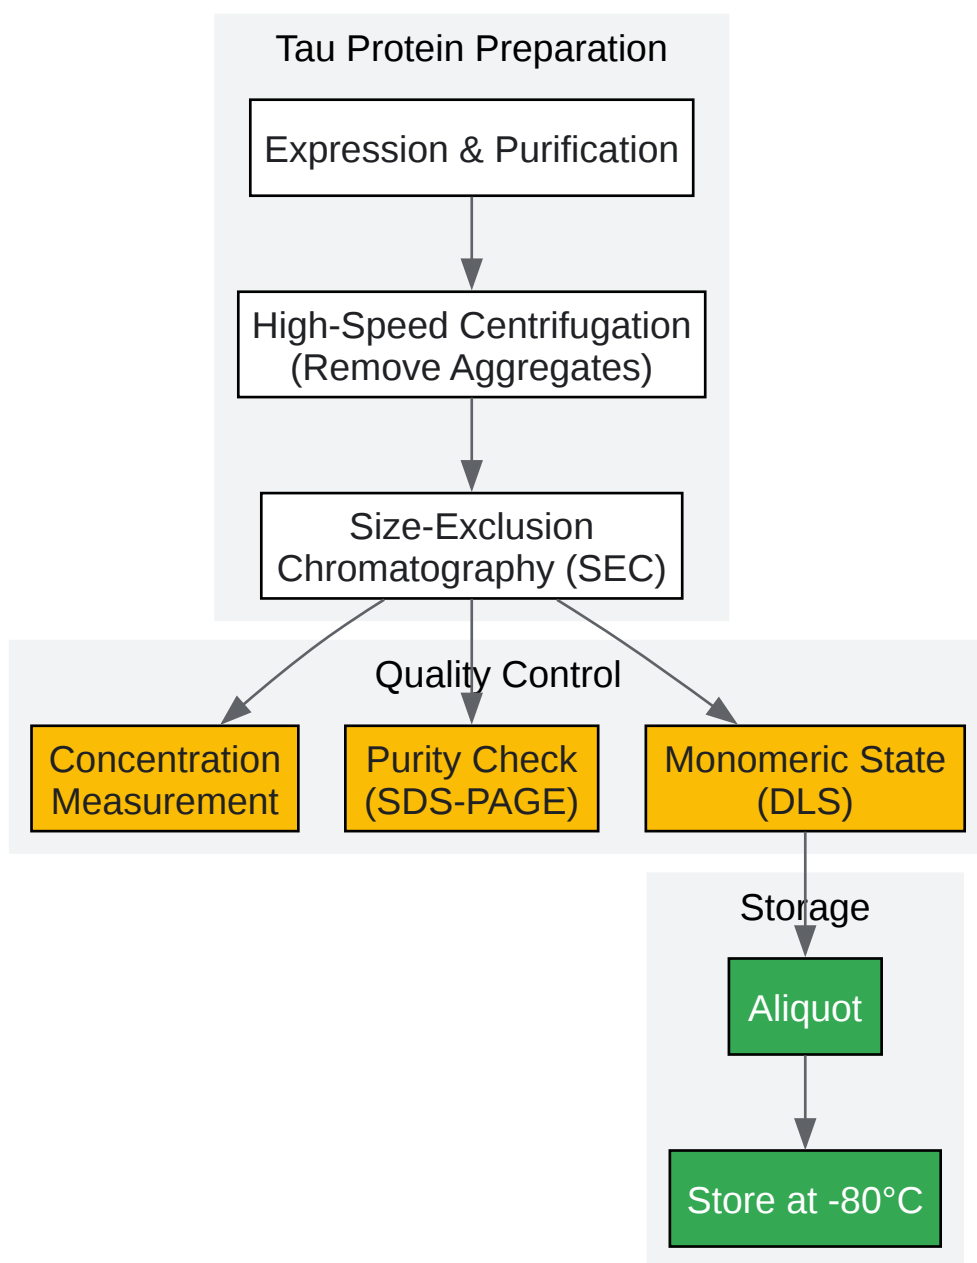 Tau Protein Preparation
Expression & Purification
High-Speed Centrifugation
(Remove Aggregates)
Size-Exclusion
Chromatography (SEC)
Quality Control
Concentration
Measurement
Purity Check
(SDS-PAGE)
Monomeric State
(DLS)
Storage
Aliquot
Store at -80°C